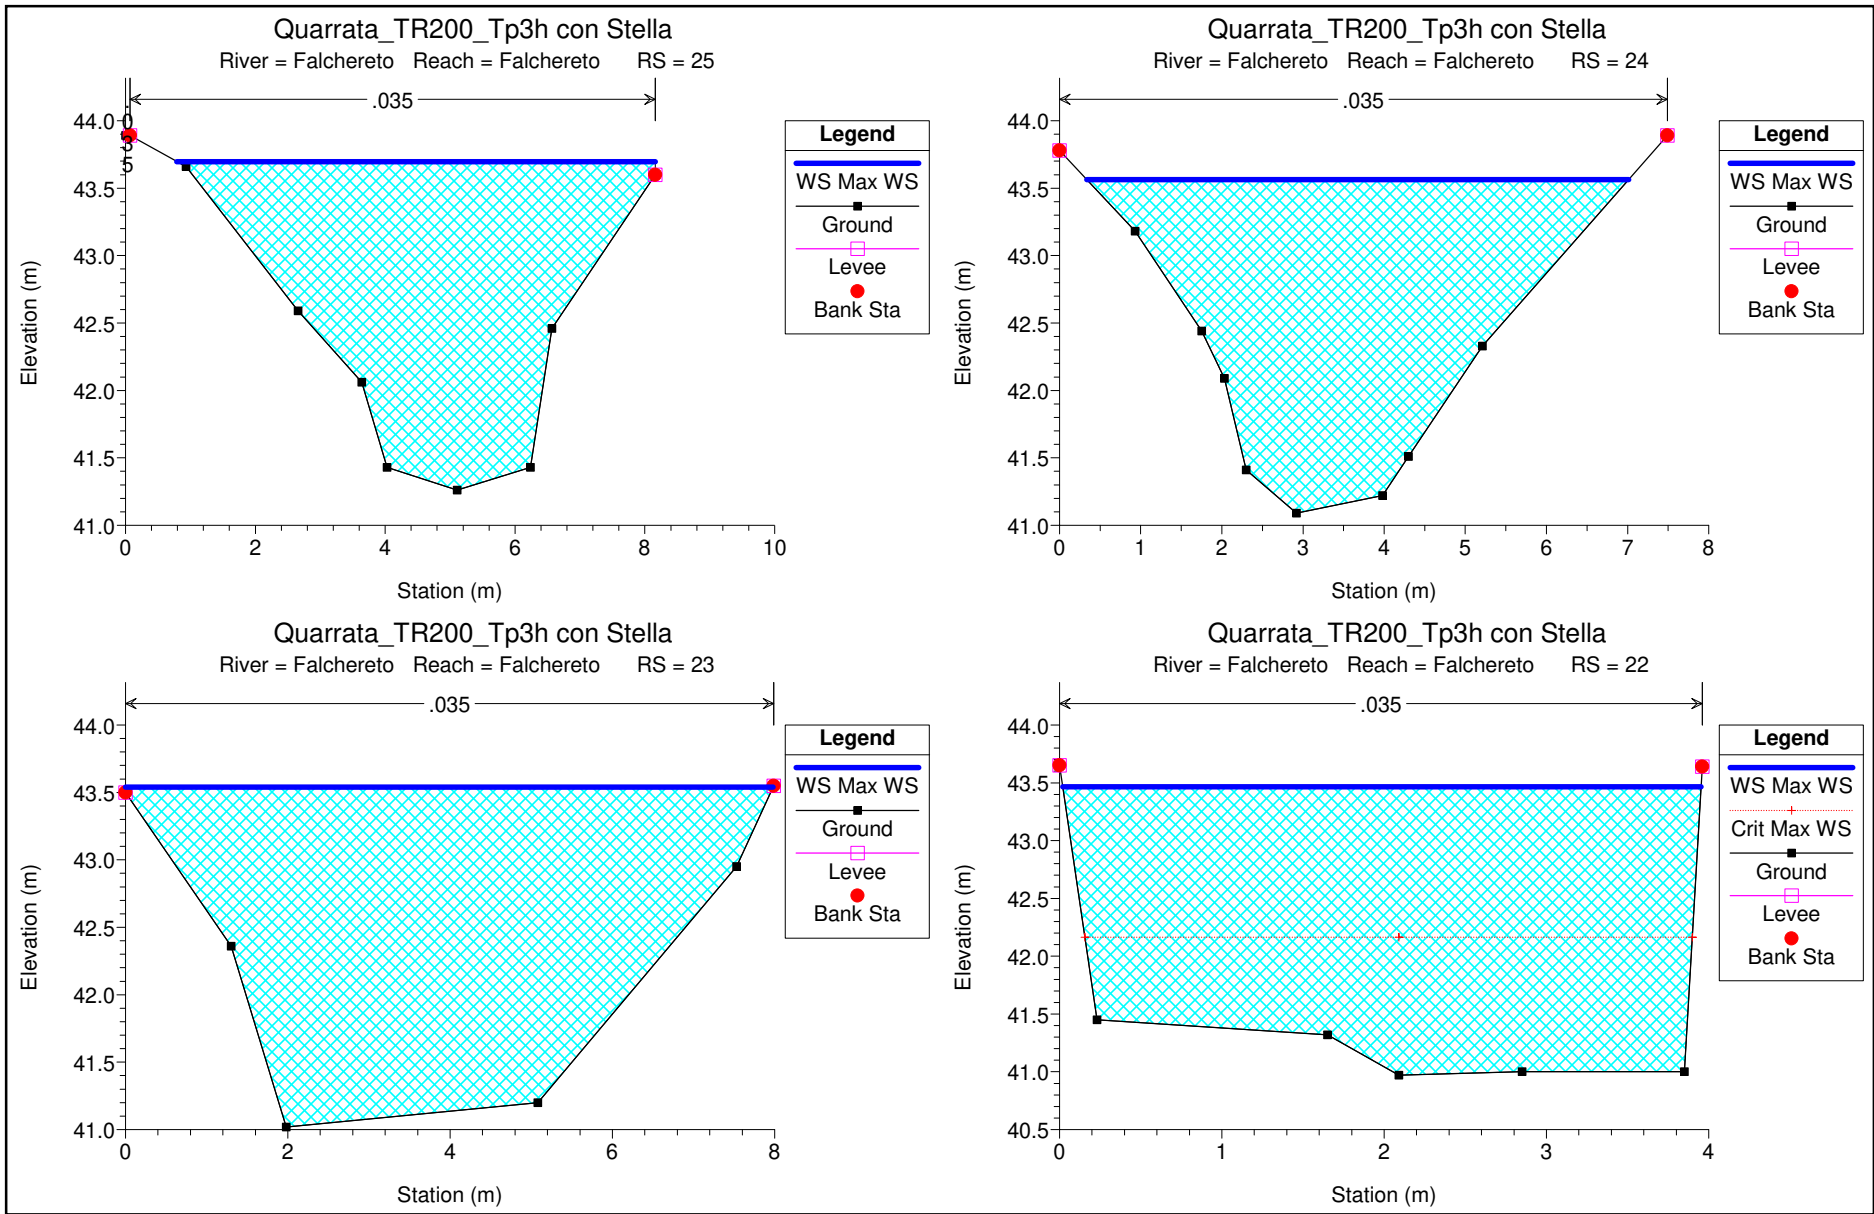 Quarrata_TR200_Tp3h con Stella
River = Falchereto Reach = Falchereto RS = 25
.035
.035
44.0
43.5
43.0
42.5
42.0
41.5
41.0
Elevation (m)
0 2 4 6 8 10
Station (m)
Legend
WS Max WS
Ground
Levee
Bank Sta
Quarrata_TR200_Tp3h con Stella
River = Falchereto Reach = Falchereto RS = 24
.035
44.0
43.5
43.0
42.5
42.0
41.5
41.0
Elevation (m)
0 1 2 3 4 5 6 7 8
Station (m)
Legend
WS Max WS
Ground
Levee
Bank Sta
Quarrata_TR200_Tp3h con Stella
River = Falchereto Reach = Falchereto RS = 23
.035
44.0
43.5
43.0
42.5
42.0
41.5
41.0
Elevation (m)
0 2 4 6 8
Station (m)
Legend
WS Max WS
Ground
Levee
Bank Sta
Quarrata_TR200_Tp3h con Stella
River = Falchereto Reach = Falchereto RS = 22
.035
44.0
43.5
43.0
42.5
42.0
41.5
41.0
40.5
Elevation (m)
0 1 2 3 4
Station (m)
Legend
WS Max WS
Crit Max WS
Ground
Levee
Bank Sta